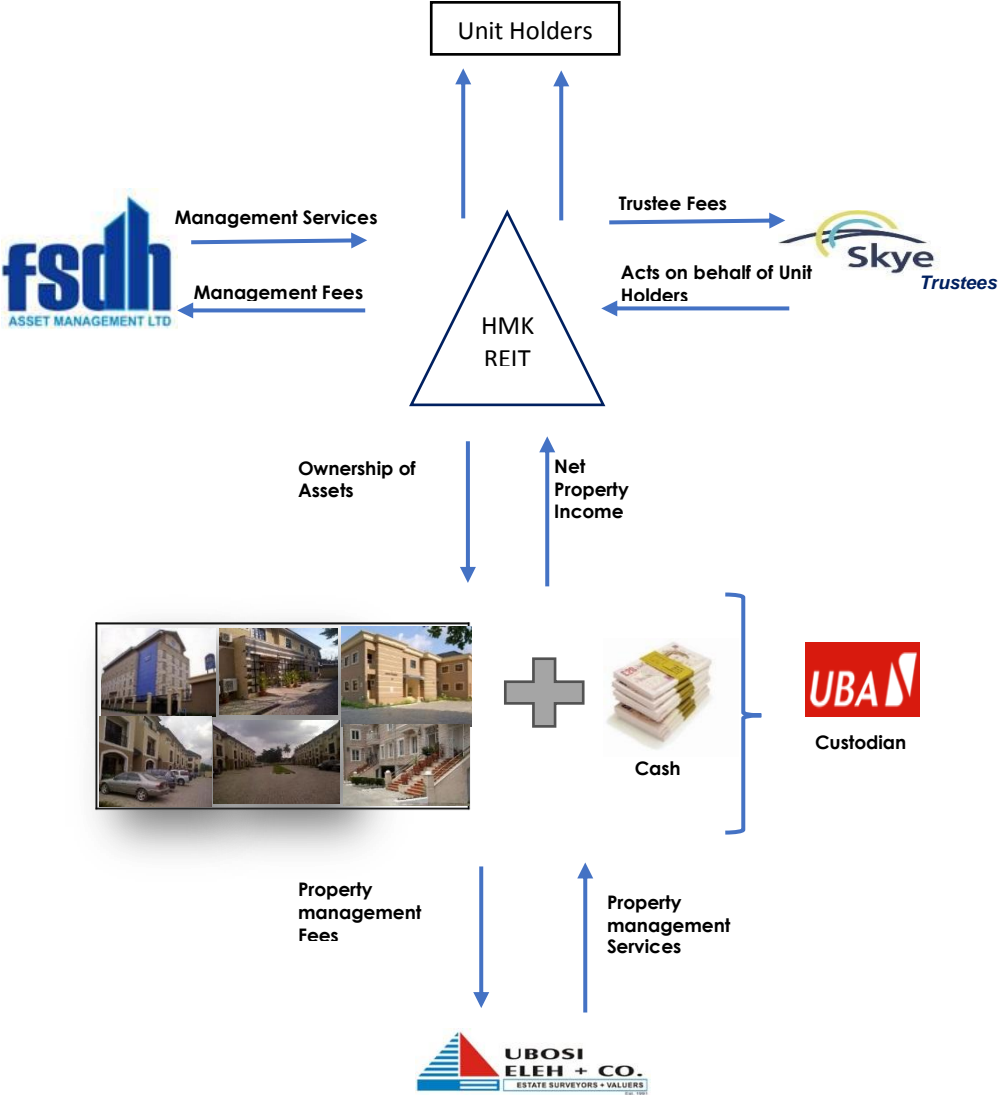 Unit Holders
Management Services
Management Fees
fsdh
ASSET MANAGEMENT LTD
Trustee Fees
Acts on behalf of Unit
Holders
Skye
Trustees
HMK
REIT
Ownership of
Assets
Net
Property
Income
Cash
UBA
Custodian
Property
management
Fees
Property
management
Services
UBOSI
ELEH + CO.
ESTATE SURVEYORS + VALUERS